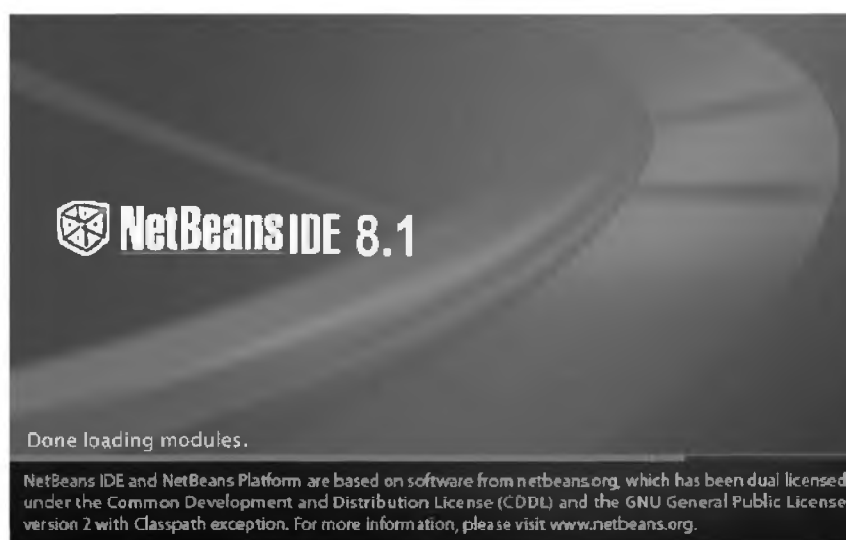 NetBeans IDE 8.1
Done loading modules.
NetBeans IDE and NetBeans Platform are based on software from netbeans.org, which has been dual licensed
under the Common Development and Distribution License (CDDL) and the GNU General Public License
version 2 with Classpath exception. For more information, please visit www.netbeans.org.